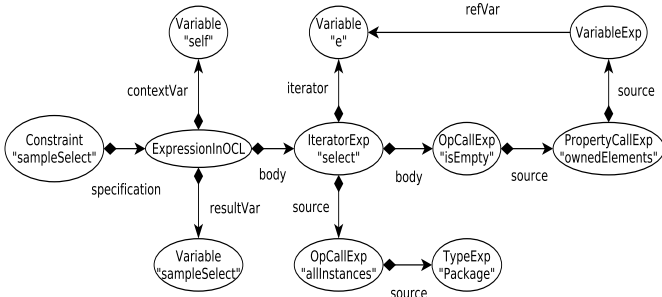 refVar
Variable
"self"
Variable
"e"
VariableExp
contextVar
iterator
source
Constraint
"sampleSelect"
ExpressionInOCL
IteratorExp
"select"
OpCallExp
"isEmpty"
PropertyCallExp
"ownedElements"
specification
body
body
source
resultVar
source
Variable
"sampleSelect"
OpCallExp
"allInstances"
TypeExp
"Package"
source